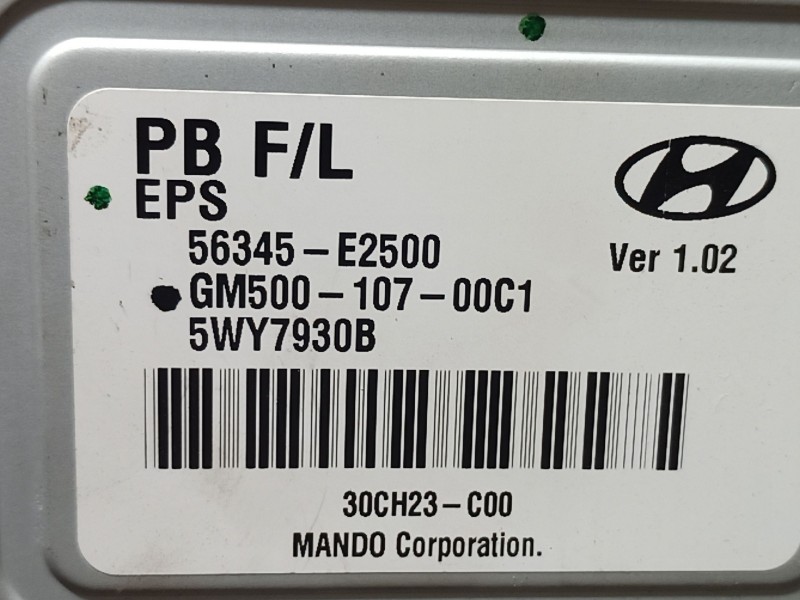 PB F/L
EPS
56345-E2500
Ver 1.02
GM500-107-00C1
5WY7930B
30CH23-C00
MANDO Corporation.